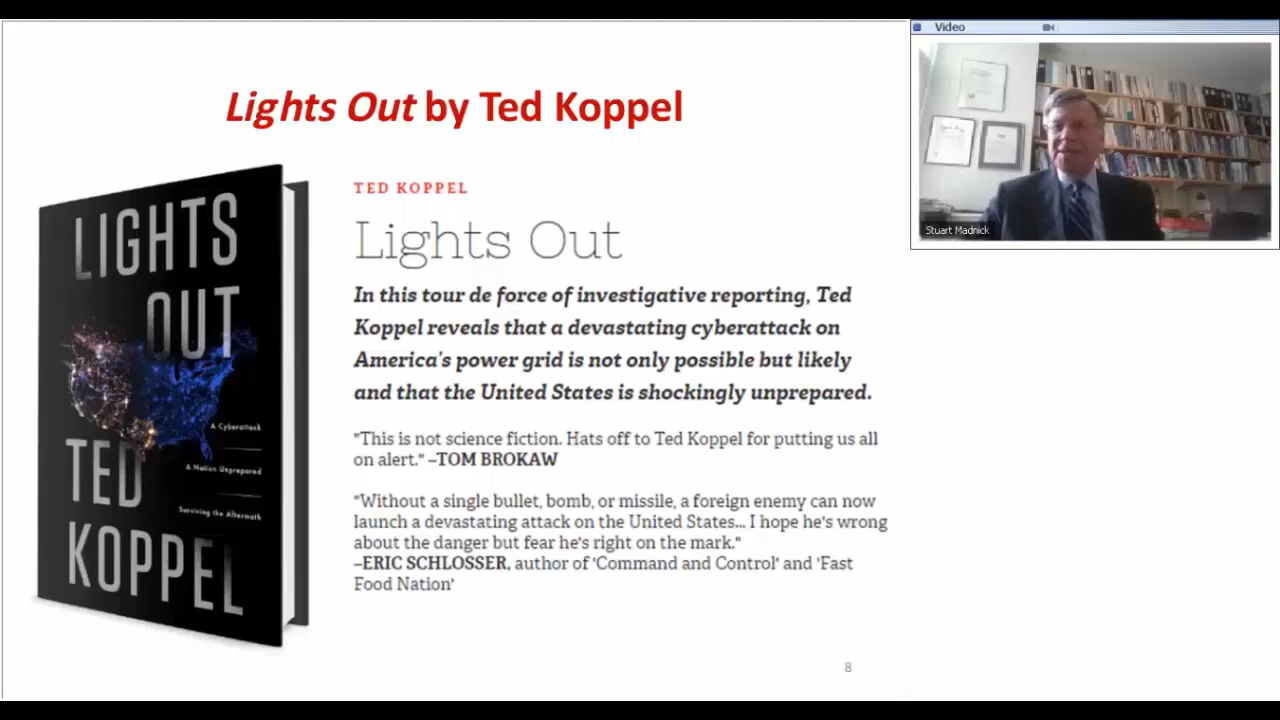 Lights Out by Ted Koppel
LIGHTS
OUT
A Cyberattack
A Nation Unprepared
Surviving the Aftermath
TED
KOPPEL
TED KOPPEL
Lights Out
In this tour de force of investigative reporting, Ted
Koppel reveals that a devastating cyberattack on
America's power grid is not only possible but likely
and that the United States is shockingly unprepared.
"This is not science fiction. Hats off to Ted Koppel for putting us all
on alert." –TOM BROKAW
"Without a single bullet, bomb, or missile, a foreign enemy can now
launch a devastating attack on the United States... I hope he's wrong
about the danger but fear he's right on the mark."
–ERIC SCHLOSSER, author of 'Command and Control' and 'Fast
Food Nation'
8
Video
Stuart Madnick